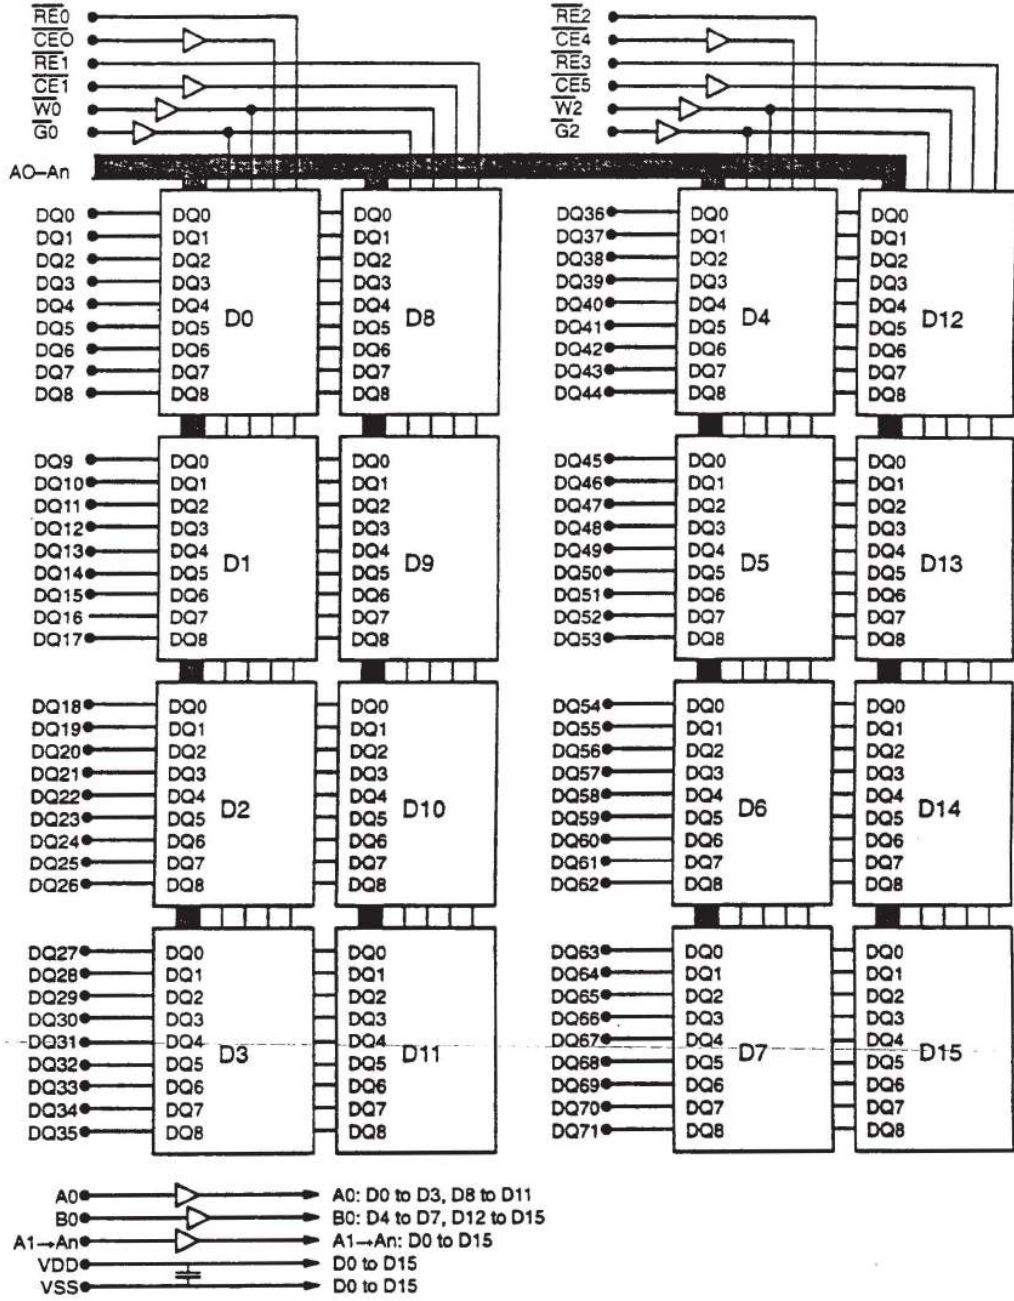 RE0 RE2
CE0 CE4
RE1 RE3
CE1 CE5
W0 W2
G0 G2
A0–An
DQ0 DQ0 DQ0 DQ36 DQ0 DQ0
DQ1 DQ1 DQ1 DQ37 DQ1 DQ1
DQ2 DQ2 DQ2 DQ38 DQ2 DQ2
DQ3 DQ3 DQ3 DQ39 DQ3 DQ3
DQ4 DQ4 DQ4 DQ40 DQ4 DQ4
D0 D8 D4 D12
DQ5 DQ5 DQ5 DQ41 DQ5 DQ5
DQ6 DQ6 DQ6 DQ42 DQ6 DQ6
DQ7 DQ7 DQ7 DQ43 DQ7 DQ7
DQ8 DQ8 DQ8 DQ44 DQ8 DQ8
DQ9 DQ0 DQ0 DQ45 DQ0 DQ0
DQ10 DQ1 DQ1 DQ46 DQ1 DQ1
DQ11 DQ2 DQ2 DQ47 DQ2 DQ2
DQ12 DQ3 DQ3 DQ48 DQ3 DQ3
DQ13 DQ4 DQ4 DQ49 DQ4 DQ4
D1 D9 D5 D13
DQ14 DQ5 DQ5 DQ50 DQ5 DQ5
DQ15 DQ6 DQ6 DQ51 DQ6 DQ6
DQ16 DQ7 DQ7 DQ52 DQ7 DQ7
DQ17 DQ8 DQ8 DQ53 DQ8 DQ8
DQ18 DQ0 DQ0 DQ54 DQ0 DQ0
DQ19 DQ1 DQ1 DQ55 DQ1 DQ1
DQ20 DQ2 DQ2 DQ56 DQ2 DQ2
DQ21 DQ3 DQ3 DQ57 DQ3 DQ3
DQ22 DQ4 DQ4 DQ58 DQ4 DQ4
D2 D10 D6 D14
DQ23 DQ5 DQ5 DQ59 DQ5 DQ5
DQ24 DQ6 DQ6 DQ60 DQ6 DQ6
DQ25 DQ7 DQ7 DQ61 DQ7 DQ7
DQ26 DQ8 DQ8 DQ62 DQ8 DQ8
DQ27 DQ0 DQ0 DQ63 DQ0 DQ0
DQ28 DQ1 DQ1 DQ64 DQ1 DQ1
DQ29 DQ2 DQ2 DQ65 DQ2 DQ2
DQ30 DQ3 DQ3 DQ66 DQ3 DQ3
DQ31 DQ4 DQ4 DQ67 DQ4 DQ4
D3 D11 D7 D15
DQ32 DQ5 DQ5 DQ68 DQ5 DQ5
DQ33 DQ6 DQ6 DQ69 DQ6 DQ6
DQ34 DQ7 DQ7 DQ70 DQ7 DQ7
DQ35 DQ8 DQ8 DQ71 DQ8 DQ8
A0 A0: D0 to D3, D8 to D11
B0 B0: D4 to D7, D12 to D15
A1→An A1→An: D0 to D15
VDD D0 to D15
VSS D0 to D15